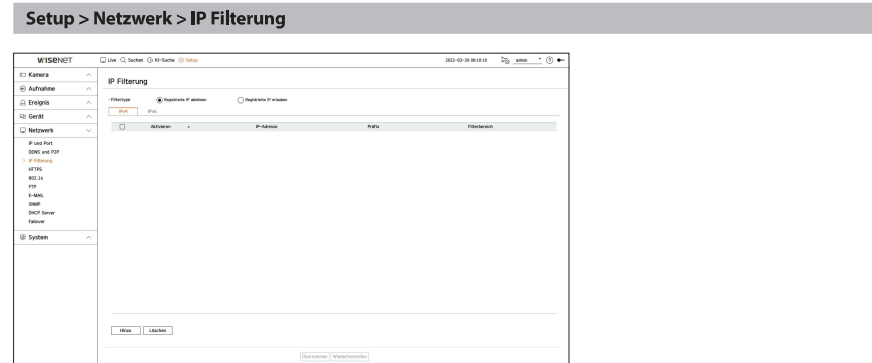 Setup > Netzwerk > IP Filterung
WISENET
Live Suchen KI-Suche Setup 2022-03-29 08:10:10 admin
Kamera
Aufnahme
Ereignis
Gerät
Netzwerk
IP und Port
DDNS und P2P
> IP Filterung
HTTPS
802.1x
FTP
E-MAIL
SNMP
DHCP Server
Failover
System
IP Filterung
· Filtertype Registrierte IP ablehnen Registrierte IP erlauben
IPv4 IPv6
Aktivieren IP-Adresse Präfix Filterbereich
Hinzu Löschen
Übernehmen Wiederherstellen